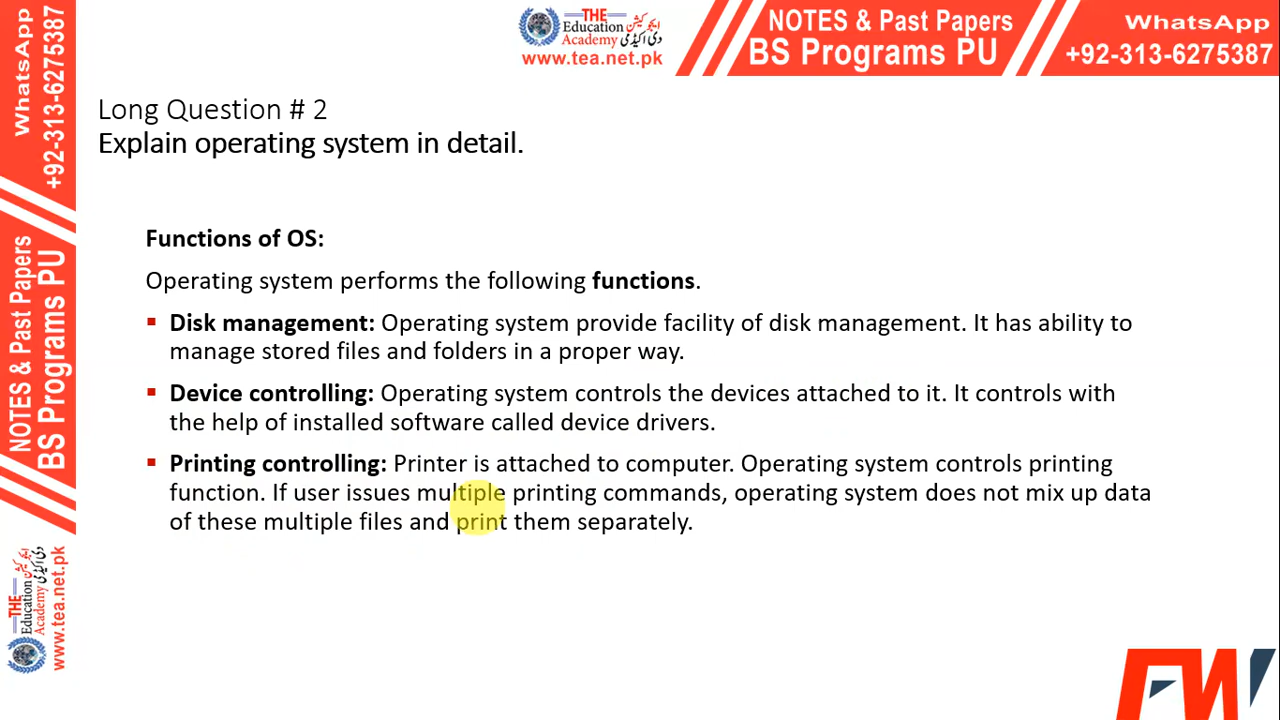 THE
Education
Academy
ایجوکیشن
دی اکیڈمی
www.tea.net.pk
NOTES & Past Papers
BS Programs PU
WhatsApp
+92-313-6275387
WhatsApp
+92-313-6275387
NOTES & Past Papers
BS Programs PU
THE
Education
Academy
ایجوکیشن
دی اکیڈمی
www.tea.net.pk
Long Question # 2
Explain operating system in detail.
Functions of OS:
Operating system performs the following functions.
▪ Disk management: Operating system provide facility of disk management. It has ability to
manage stored files and folders in a proper way.
▪ Device controlling: Operating system controls the devices attached to it. It controls with
the help of installed software called device drivers.
▪ Printing controlling: Printer is attached to computer. Operating system controls printing
function. If user issues multiple printing commands, operating system does not mix up data
of these multiple files and print them separately.